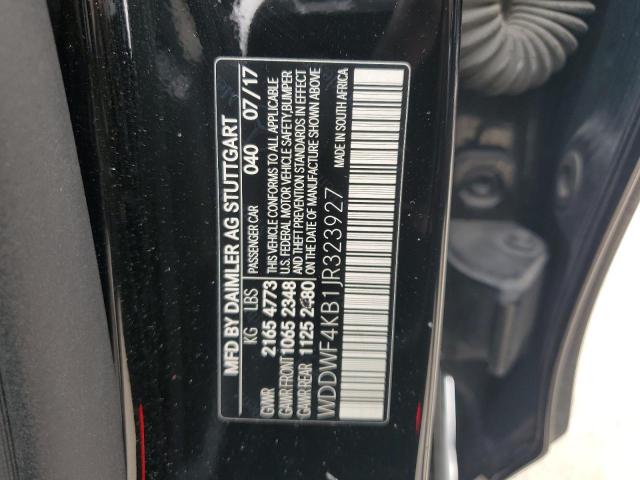 MFD BY DAIMLER AG STUTTGART
KG LBS PASSENGER CAR 040 07/17
GVWR 2165 4773 THIS VEHICLE CONFORMS TO ALL APPLICABLE
GAWR FRONT 1065 2348 U.S. FEDERAL MOTOR VEHICLE SAFETY, BUMPER
GAWR REAR 1125 2480 AND THEFT PREVENTION STANDARDS IN EFFECT
ON THE DATE OF MANUFACTURE SHOWN ABOVE
WDDWF4KB1JR323927 MADE IN SOUTH AFRICA